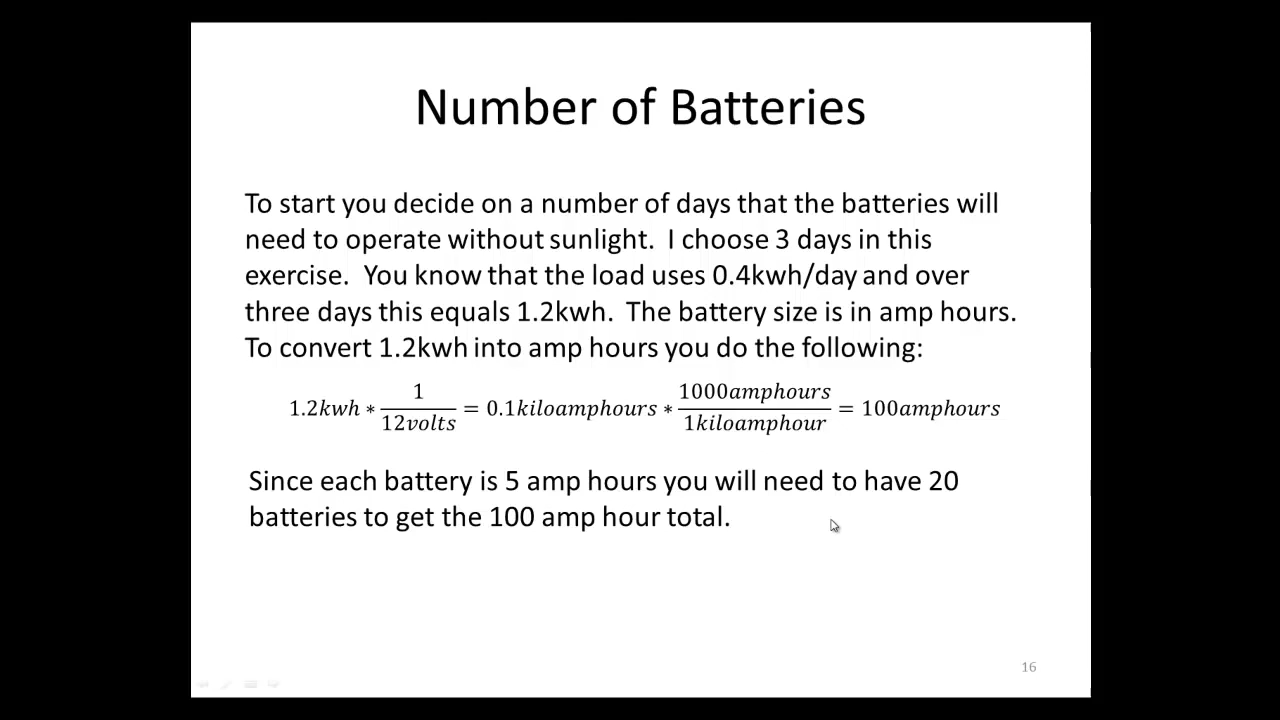 Number of Batteries
To start you decide on a number of days that the batteries will
need to operate without sunlight.  I choose 3 days in this
exercise.  You know that the load uses 0.4kwh/day and over
three days this equals 1.2kwh.  The battery size is in amp hours.
To convert 1.2kwh into amp hours you do the following:
1.2kwh * 1/12volts = 0.1kiloamphours * 1000amphours/1kiloamphour = 100amphours
Since each battery is 5 amp hours you will need to have 20
batteries to get the 100 amp hour total.
16